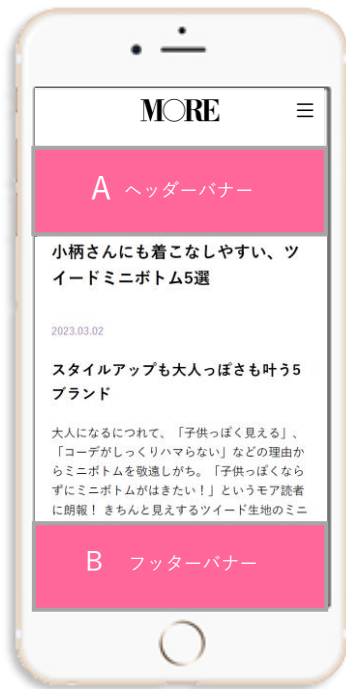 MORE
A ヘッダーバナー
小柄さんにも着こなしやすい、ツ
イードミニボトム5選
2023.03.02
スタイルアップも大人っぽさも叶う5
ブランド
大人になるにつれて、「子供っぽく見える」、
「コーデがしっくりハマらない」などの理由か
らミニボトムを敬遠しがち。「子供っぽくなら
ずにミニボトムがはきたい！」というモア読者
に朗報！ きちんと見えするツイード生地のミニ
B フッターバナー